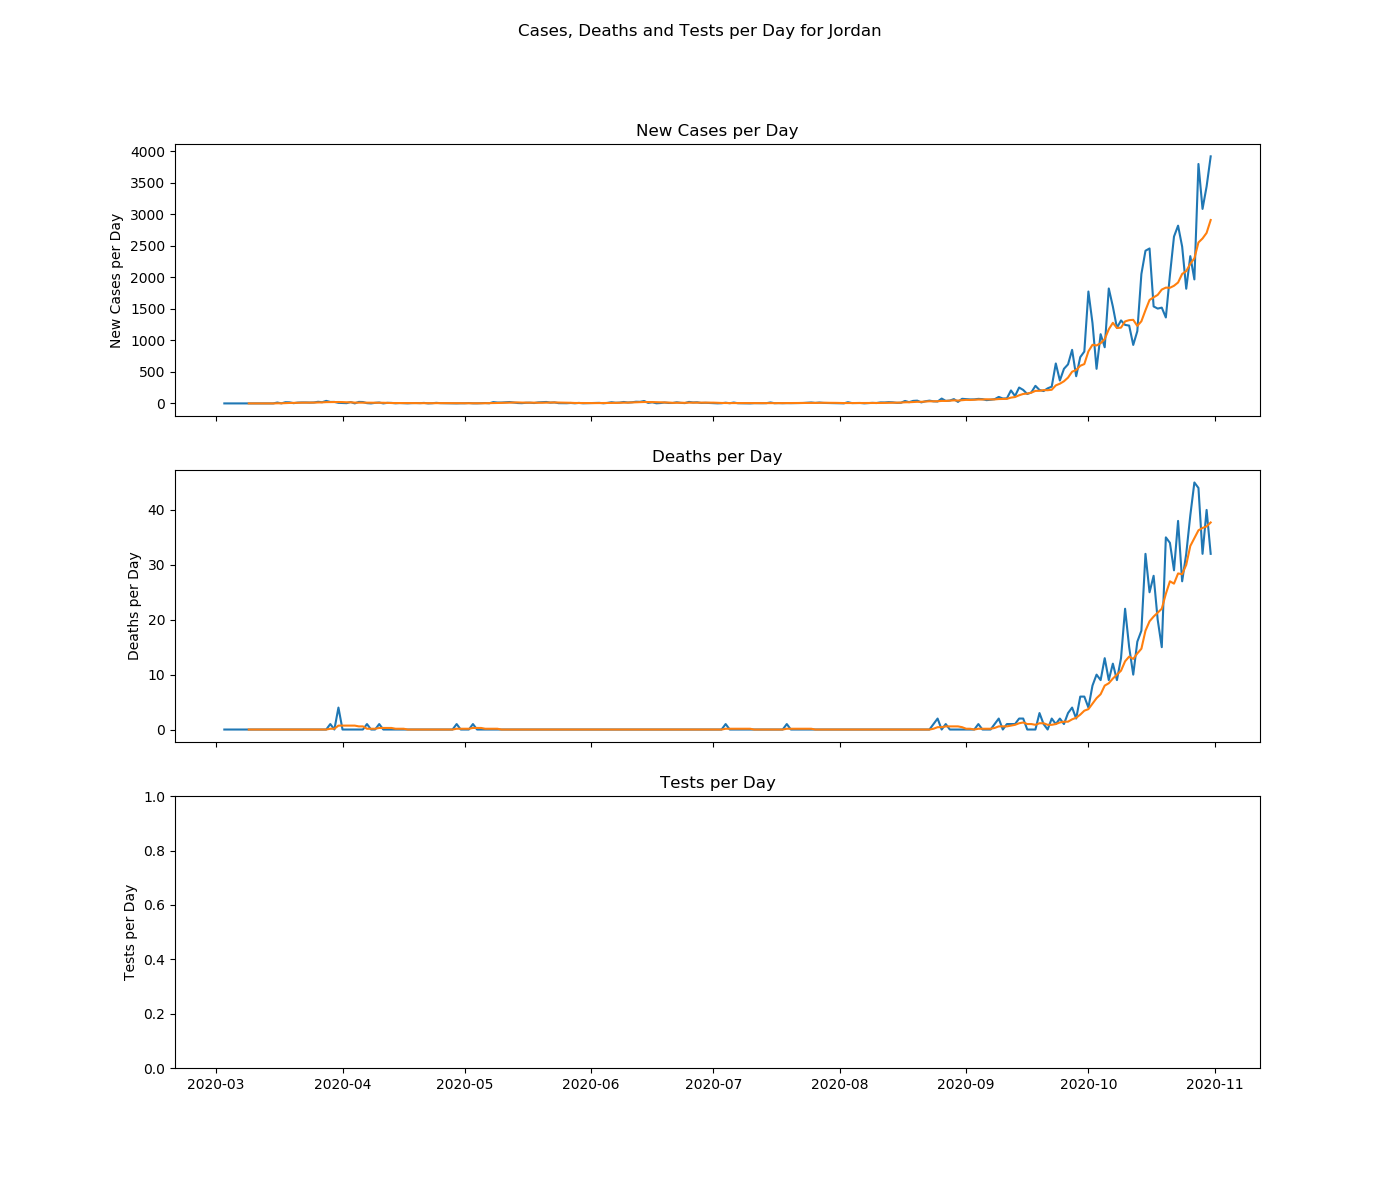 Cases, Deaths and Tests per Day for Jordan
New Cases per Day
4000
3500
3000
2500
2000
1500
1000
500
0
New Cases per Day
Deaths per Day
40
30
20
10
0
Deaths per Day
Tests per Day
1.0
0.8
0.6
0.4
0.2
0.0
Tests per Day
2020-03 2020-04 2020-05 2020-06 2020-07 2020-08 2020-09 2020-10 2020-11